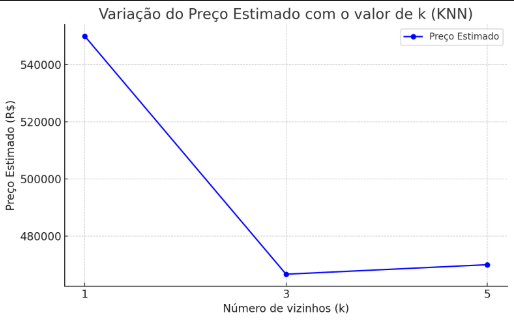 Variação do Preço Estimado com o valor de k (KNN)
Preço Estimado
540000
520000
500000
480000
Preço Estimado (R$)
1 3 5
Número de vizinhos (k)